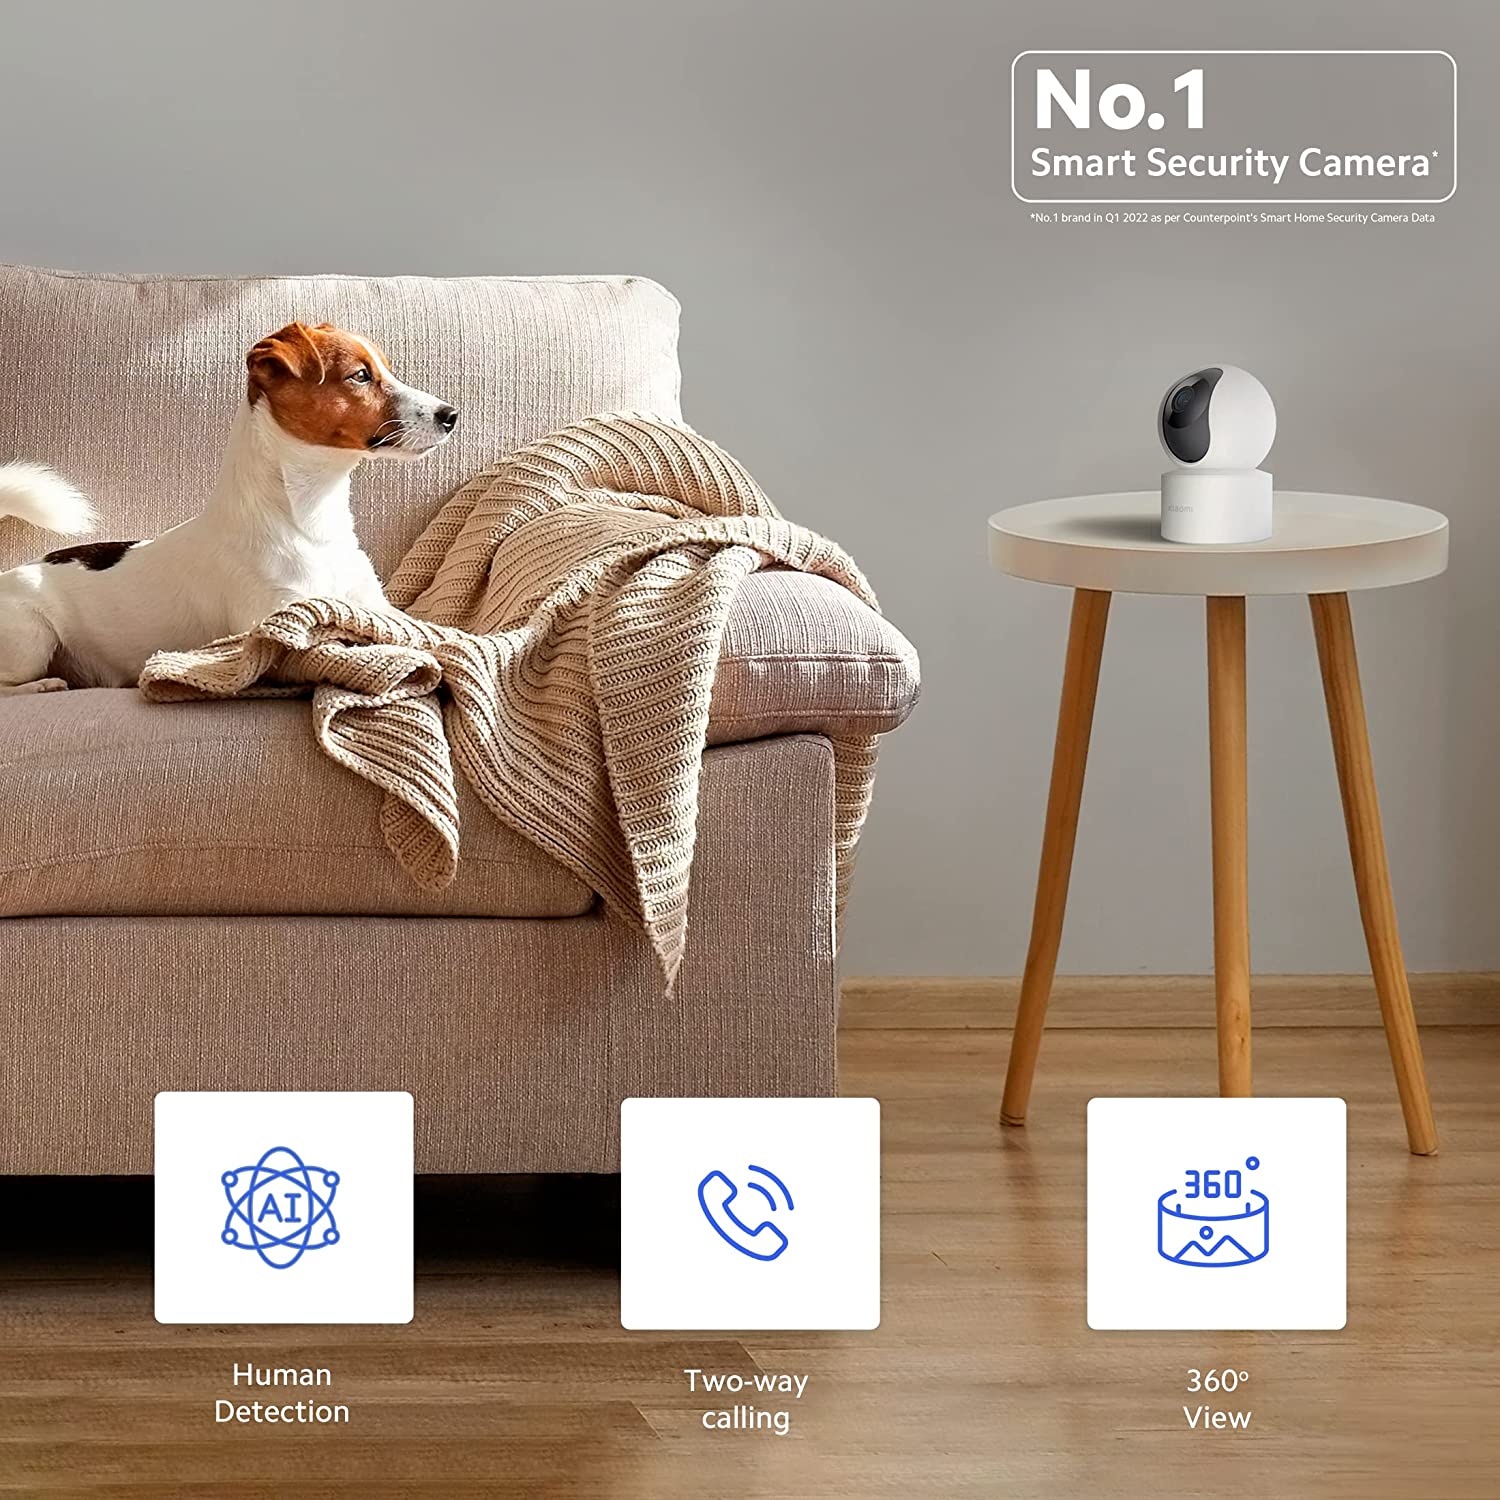 No.1
Smart Security Camera*
*No.1 brand in Q1 2022 as per Counterpoint's Smart Home Security Camera Data
xiaomi
AI
360°
Human
Detection
Two-way
calling
360°
View